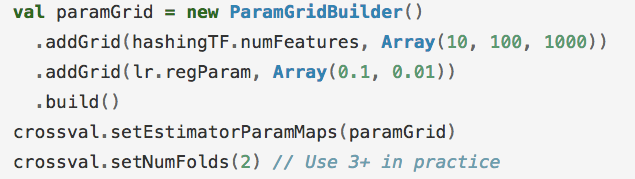 val paramGrid = new ParamGridBuilder()
  .addGrid(hashingTF.numFeatures, Array(10, 100, 1000))
  .addGrid(lr.regParam, Array(0.1, 0.01))
  .build()
crossval.setEstimatorParamMaps(paramGrid)
crossval.setNumFolds(2) // Use 3+ in practice